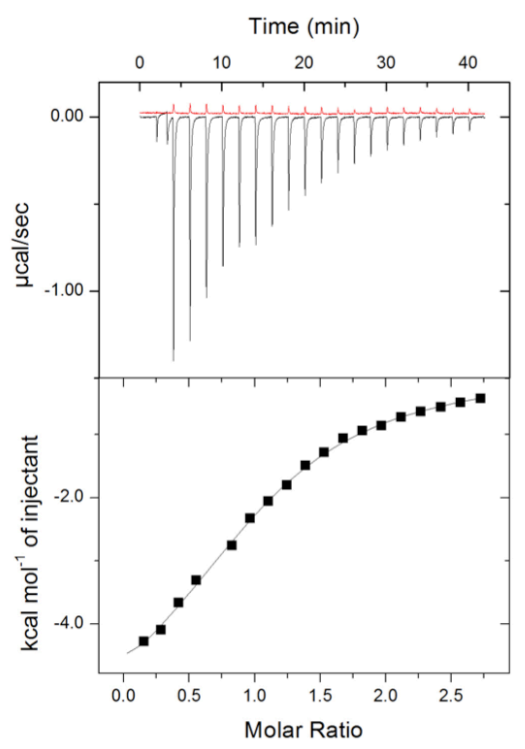 Time (min)
0 10 20 30 40
0.00
-1.00
µcal/sec
-2.0
-4.0
kcal mol⁻¹ of injectant
0.0 0.5 1.0 1.5 2.0 2.5
Molar Ratio